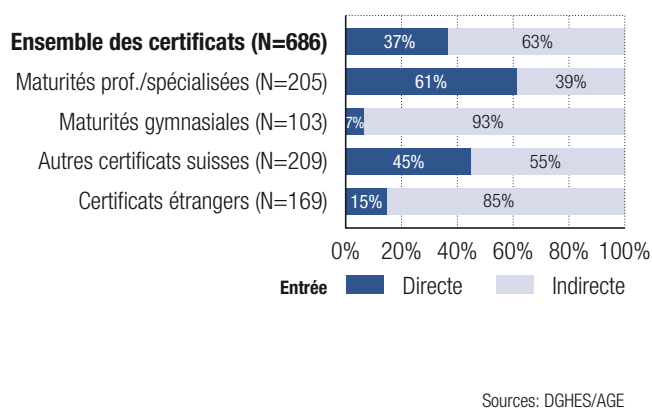 Ensemble des certificats (N=686) 37% 63%
Maturités prof./spécialisées (N=205) 61% 39%
Maturités gymnasiales (N=103) 7% 93%
Autres certificats suisses (N=209) 45% 55%
Certificats étrangers (N=169) 15% 85%
0% 20% 40% 60% 80% 100%
Entrée Directe Indirecte
Sources: DGHES/AGE